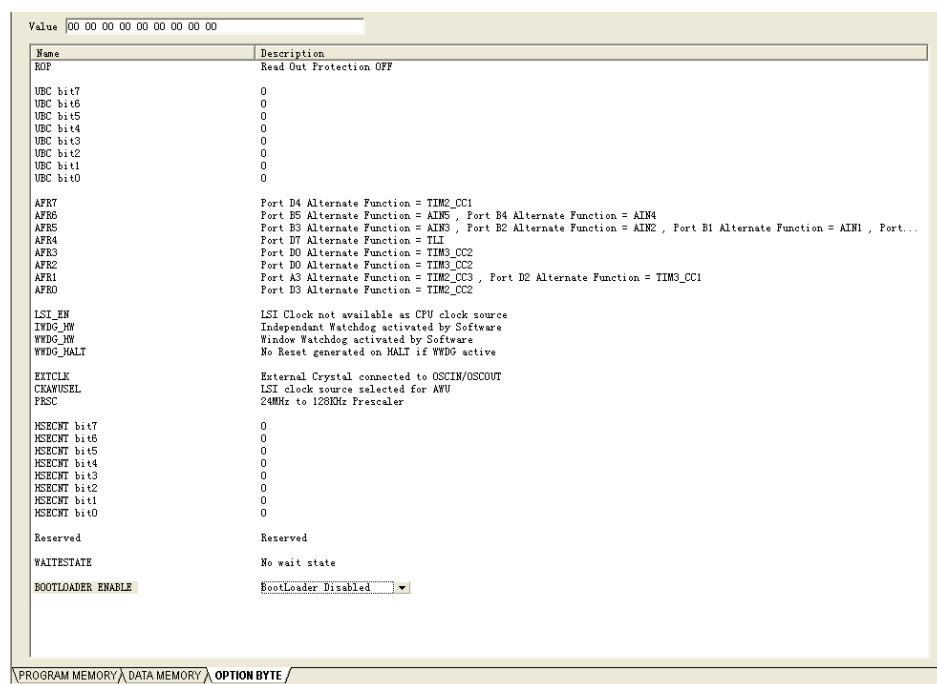 Value 00 00 00 00 00 00 00 00 00
Name Description
ROP Read Out Protection OFF
UBC bit7 0
UBC bit6 0
UBC bit5 0
UBC bit4 0
UBC bit3 0
UBC bit2 0
UBC bit1 0
UBC bit0 0
AFR7 Port D4 Alternate Function = TIM2_CC1
AFR6 Port B5 Alternate Function = AIN5 , Port B4 Alternate Function = AIN4
AFR5 Port B3 Alternate Function = AIN3 , Port B2 Alternate Function = AIN2 , Port B1 Alternate Function = AIN1 , Port...
AFR4 Port D7 Alternate Function = TLI
AFR3 Port D0 Alternate Function = TIM3_CC2
AFR2 Port D0 Alternate Function = TIM3_CC2
AFR1 Port A3 Alternate Function = TIM2_CC3 , Port D2 Alternate Function = TIM3_CC1
AFR0 Port D3 Alternate Function = TIM2_CC2
LSI_EN LSI Clock not available as CPU clock source
IWDG_HW Independant Watchdog activated by Software
WWDG_HW Window Watchdog activated by Software
WWDG_HALT No Reset generated on HALT if WWDG active
EXTCLK External Crystal connected to OSCIN/OSCOUT
CKAWUSEL LSI clock source selected for AWU
PRSC 24MHz to 128KHz Prescaler
HSECNT bit7 0
HSECNT bit6 0
HSECNT bit5 0
HSECNT bit4 0
HSECNT bit3 0
HSECNT bit2 0
HSECNT bit1 0
HSECNT bit0 0
Reserved Reserved
WAITESTATE No wait state
BOOTLOADER ENABLE BootLoader Disabled
PROGRAM MEMORY DATA MEMORY OPTION BYTE